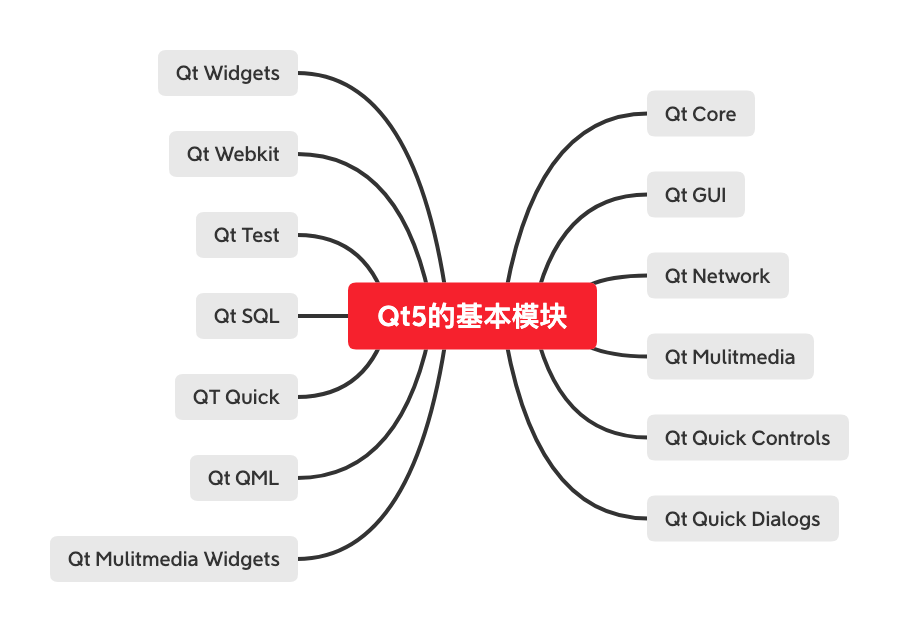 Qt Widgets
Qt Webkit
Qt Test
Qt SQL
QT Quick
Qt QML
Qt Mulitmedia Widgets
Qt5的基本模块
Qt Core
Qt GUI
Qt Network
Qt Mulitmedia
Qt Quick Controls
Qt Quick Dialogs